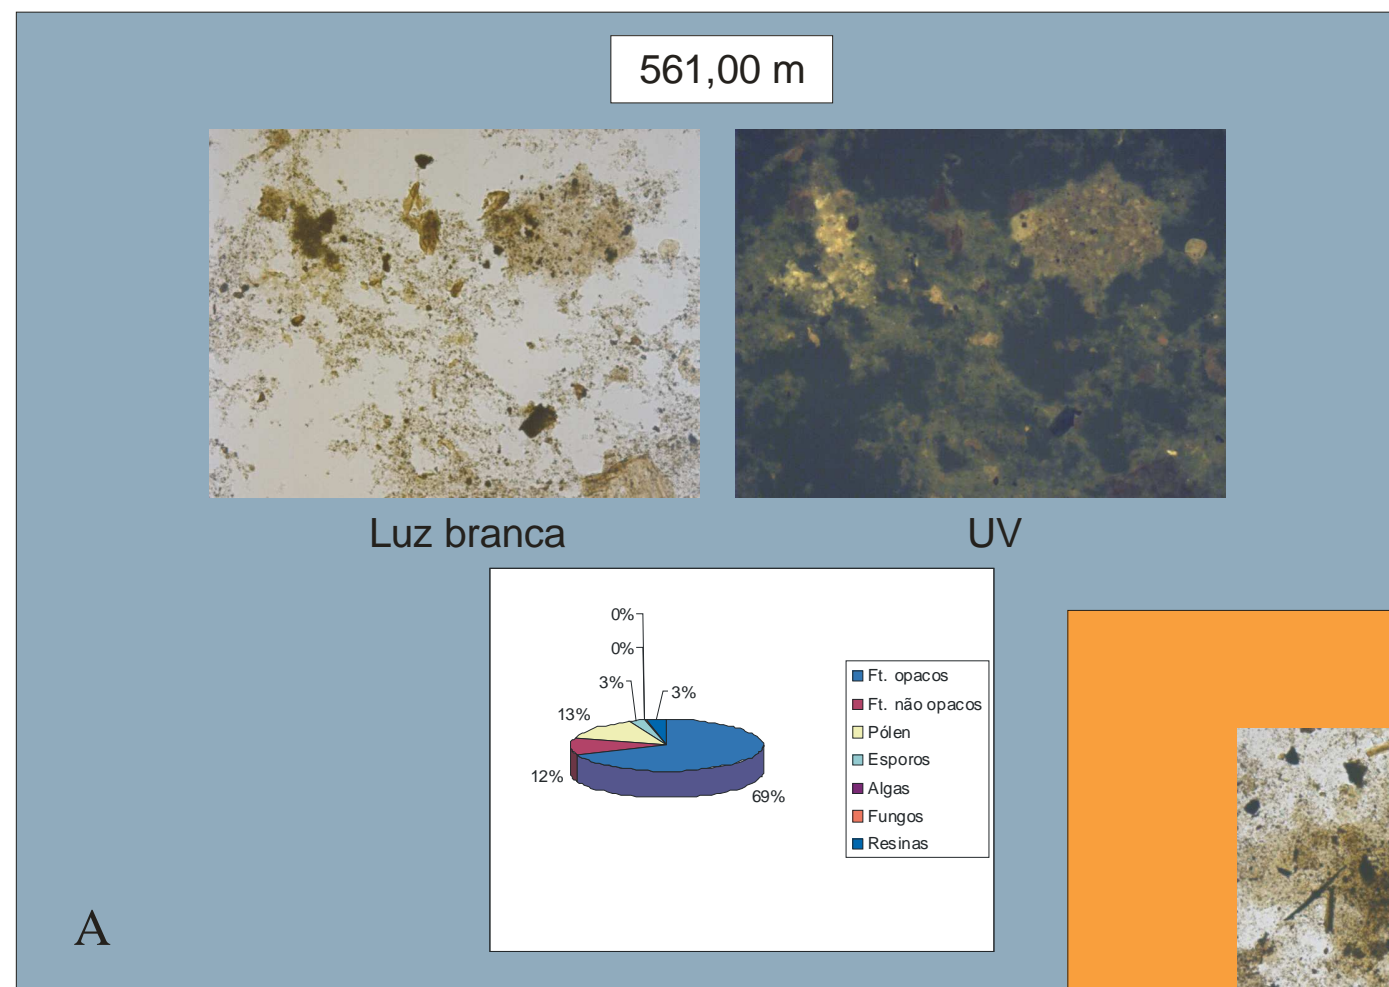 561,00 m
Luz branca
UV
0%
0%
3%
3%
13%
12%
69%
Ft. opacos
Ft. não opacos
Pólen
Esporos
Algas
Fungos
Resinas
A